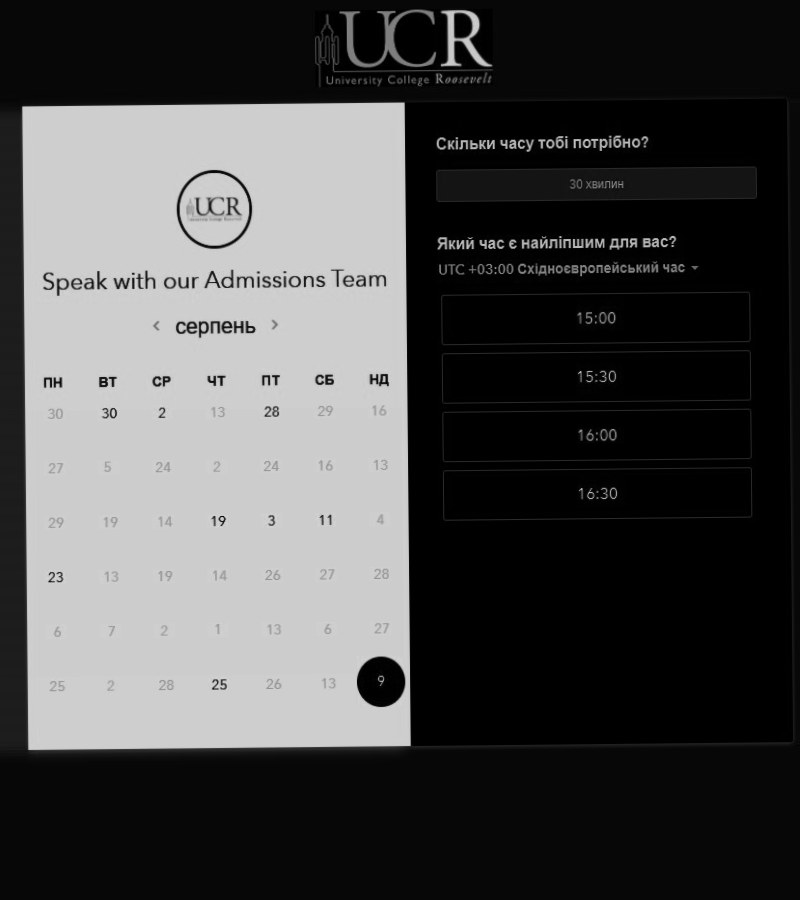 UCR
University College Roosevelt
UCR
Speak with our Admissions Team
серпень
ПН ВТ СР ЧТ ПТ СБ НД
30 30 2 13 28 29 16
27 5 24 2 24 16 13
29 19 14 19 3 11 4
23 13 19 14 26 27 28
6 7 2 1 13 6 27
25 2 28 25 26 13 9
Скільки часу тобі потрібно?
30 хвилин
Який час є найліпшим для вас?
UTC +03:00 Східноєвропейський час
15:00
15:30
16:00
16:30